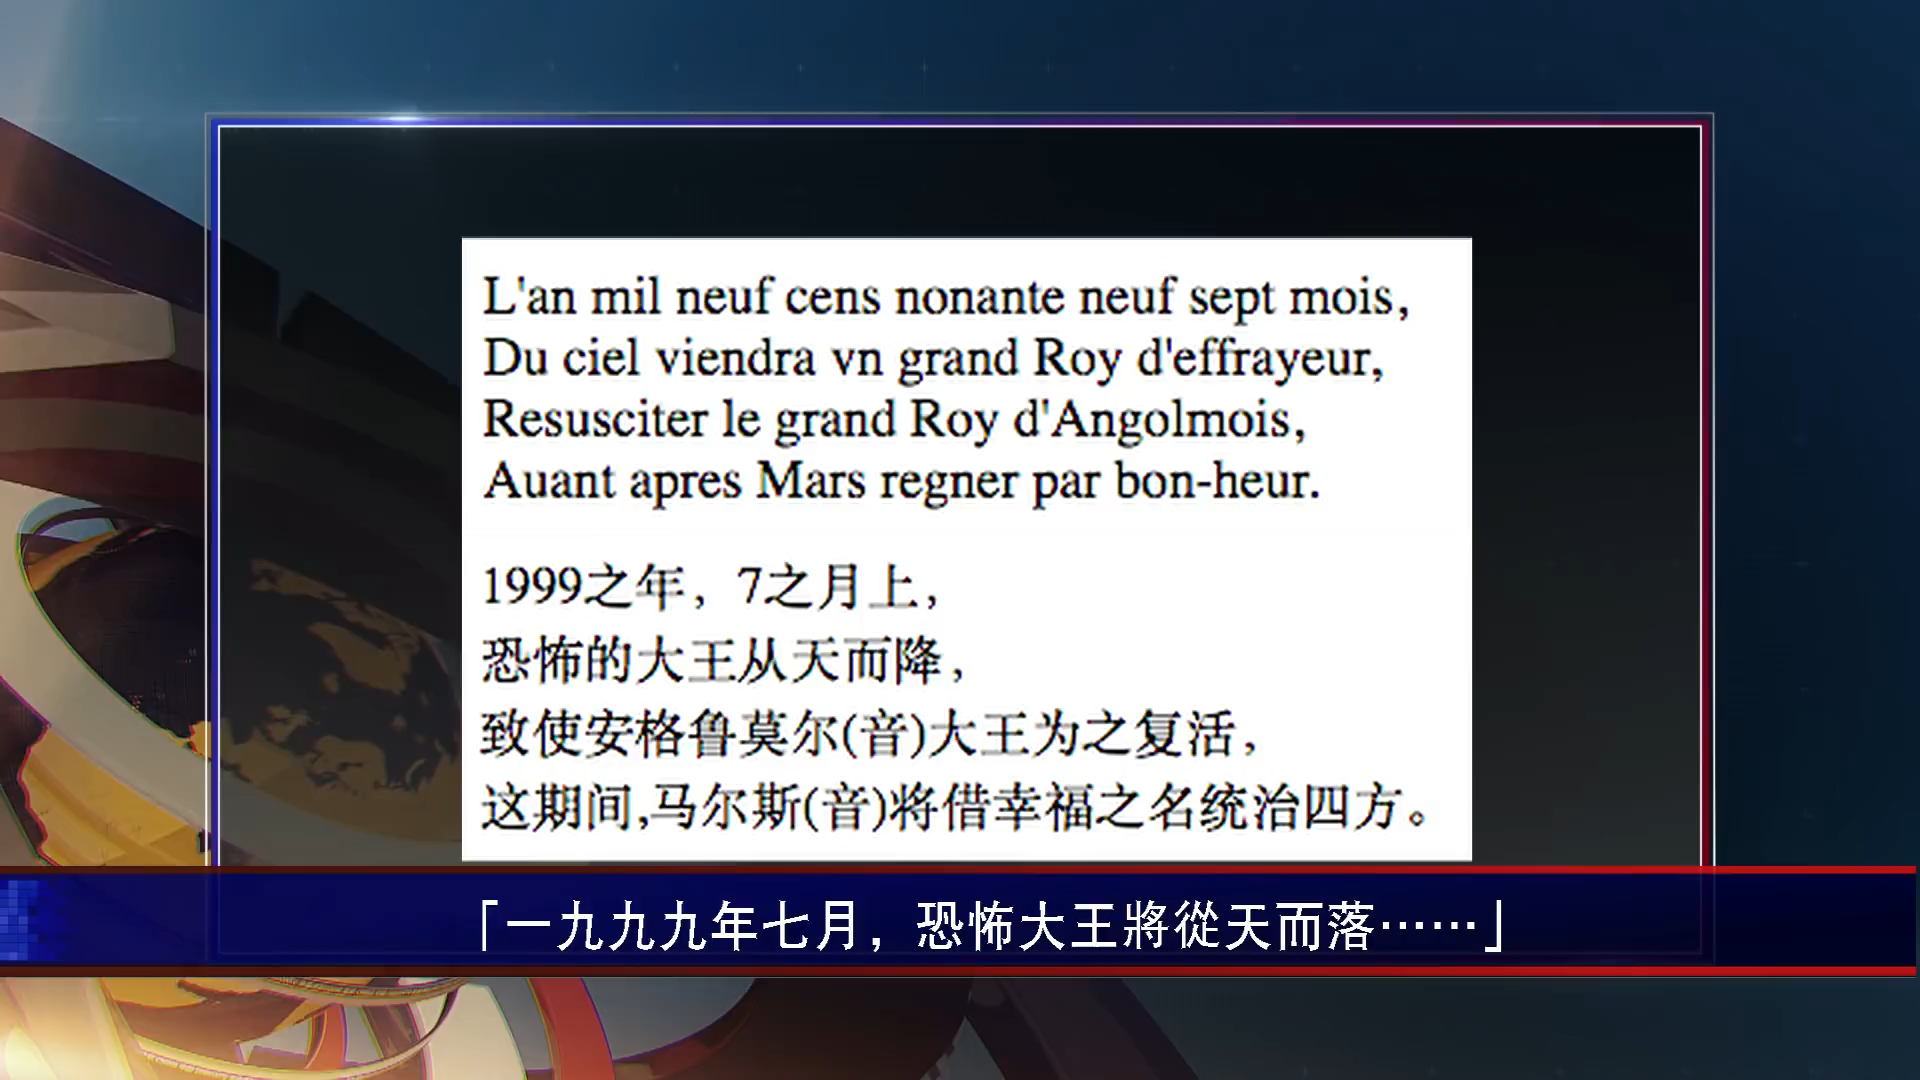 L'an mil neuf cens nonante neuf sept mois,
Du ciel viendra vn grand Roy d'effrayeur,
Resusciter le grand Roy d'Angolmois,
Auant apres Mars regner par bon-heur.
1999之年，7之月上，
恐怖的大王从天而降，
致使安格鲁莫尔(音)大王为之复活，
这期间,马尔斯(音)将借幸福之名统治四方。
「一九九九年七月，恐怖大王將從天而落……」